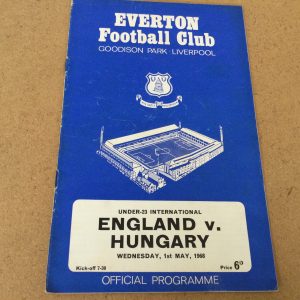 EVERTON
Football Club
GOODISON PARK LIVERPOOL
UNDER-23 INTERNATIONAL
ENGLAND v.
HUNGARY
WEDNESDAY, 1st MAY, 1968
Kick-off 7-30
Price 6ᴰ
OFFICIAL PROGRAMME